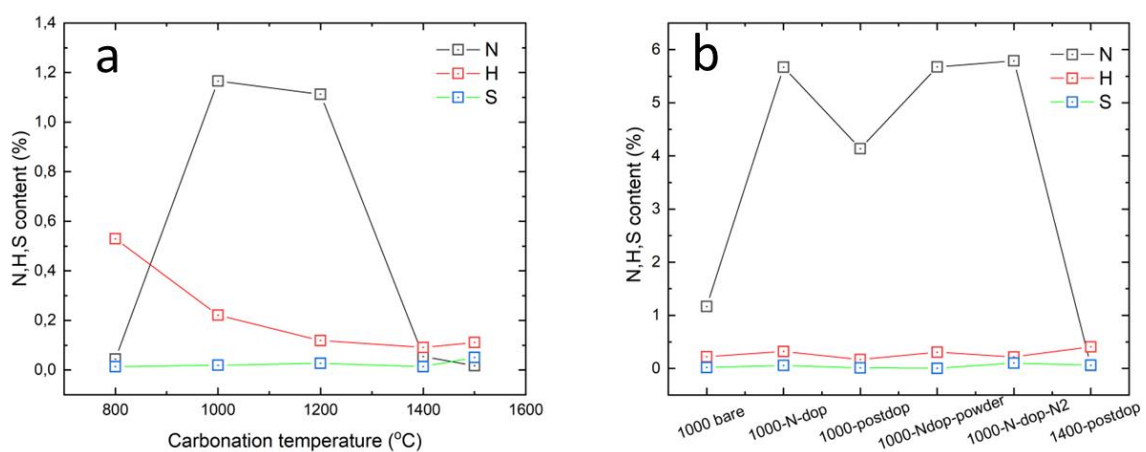 a
N
H
S
1,4
1,2
1,0
0,8
0,6
0,4
0,2
0,0
N,H,S content (%)
800
1000
1200
1400
1600
Carbonation temperature (°C)
b
N
H
S
6
5
4
3
2
1
0
N,H,S content (%)
1000 bare
1000-N-dop
1000-postdop
1000-Ndop-powder
1000-N-dop-N2
1400-postdop